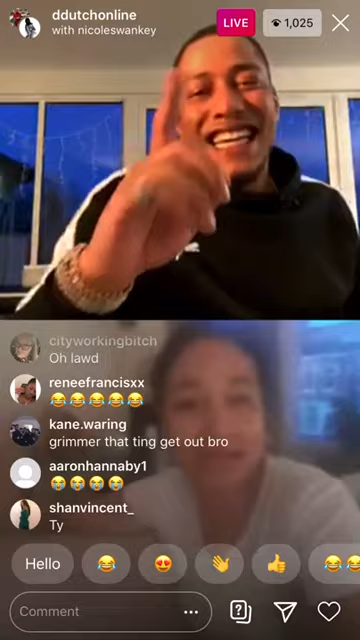 ddutchonline
with nicoleswankey
LIVE
1,025
cityworkingbitch
Oh lawd
reneefrancisxx
😂😂😂😂😂
kane.waring
grimmer that ting get out bro
aaronhannaby1
😭😭😭😭
shanvincent_
Ty
Hello 😂 😍 👋 👍 😂😂
Comment